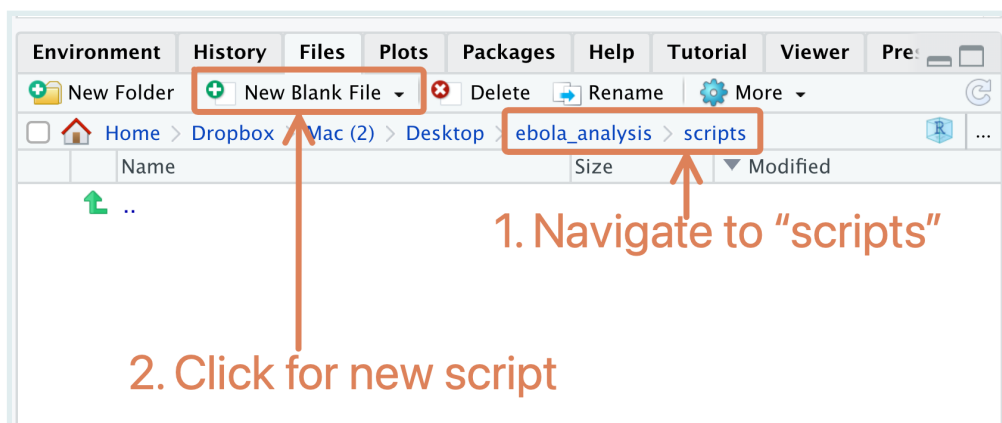 Environment History Files Plots Packages Help Tutorial Viewer Pre
New Folder New Blank File Delete Rename More
Home > Dropbox > Mac (2) > Desktop > ebola_analysis > scripts R ...
Name Size Modified
..
1. Navigate to “scripts”
2. Click for new script